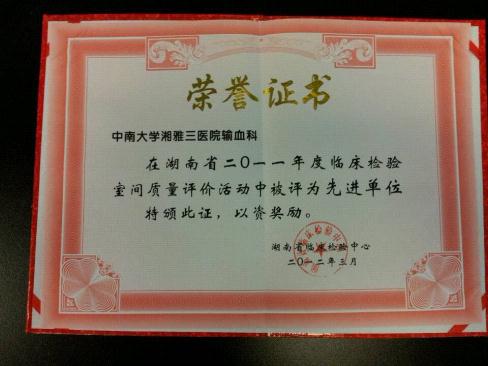 荣誉证书
中南大学湘雅三医院输血科
在湖南省二〇一一年度临床检验
室间质量评价活动中被评为先进单位
特颁此证，以资奖励。
湖南省临床检验中心
二〇一二年三月